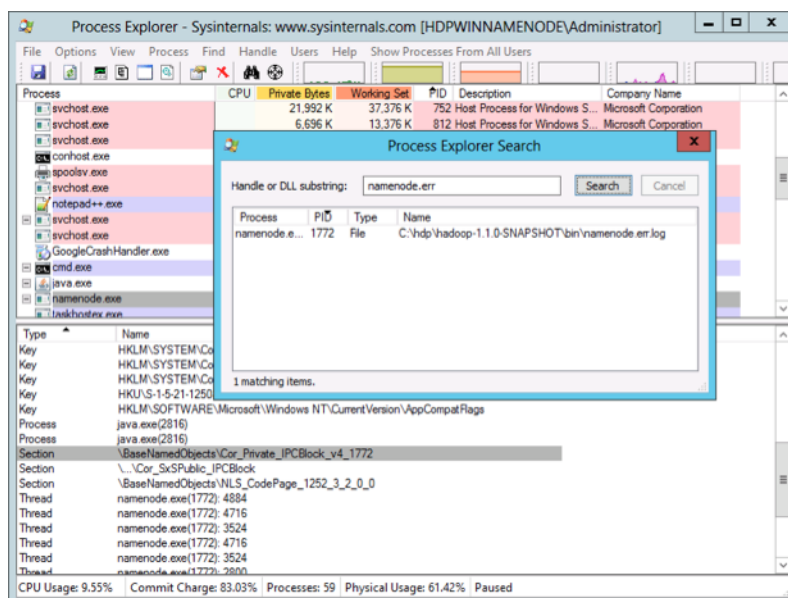 Process Explorer - Sysinternals: www.sysinternals.com [HDPWINNAMENODE\Administrator]
File Options View Process Find Handle Users Help Show Processes From All Users
Process CPU Private Bytes Working Set PID Description Company Name
svchost.exe 21,992 K 37,376 K 752 Host Process for Windows S... Microsoft Corporation
svchost.exe 6,696 K 13,376 K 812 Host Process for Windows S... Microsoft Corporation
svchost.exe
conhost.exe
spoolsv.exe
svchost.exe
notepad++.exe
svchost.exe
svchost.exe
GoogleCrashHandler.exe
cmd.exe
java.exe
namenode.exe
taskhostex.exe
Process Explorer Search
Handle or DLL substring: namenode.err Search Cancel
Process PID Type Name
namenode.e... 1772 File C:\hdp\hadoop-1.1.0-SNAPSHOT\bin\namenode.err.log
1 matching items.
Type Name
Key HKLM\SYSTEM\Co
Key HKLM\SYSTEM\Co
Key HKLM\SYSTEM\Co
Key HKU\S-1-5-21-1250
Key HKLM\SOFTWARE\Microsoft\Windows NT\CurrentVersion\AppCompatFlags
Process java.exe(2816)
Process java.exe(2816)
Section \BaseNamedObjects\Cor_Private_IPCBlock_v4_1772
Section \...\Cor_SxSPublic_IPCBlock
Section \BaseNamedObjects\NLS_CodePage_1252_3_2_0_0
Thread namenode.exe(1772): 4884
Thread namenode.exe(1772): 4716
Thread namenode.exe(1772): 3524
Thread namenode.exe(1772): 4716
Thread namenode.exe(1772): 3524
Thread namenode.exe(1772): 2800
CPU Usage: 9.55% Commit Charge: 83.03% Processes: 59 Physical Usage: 61.42% Paused